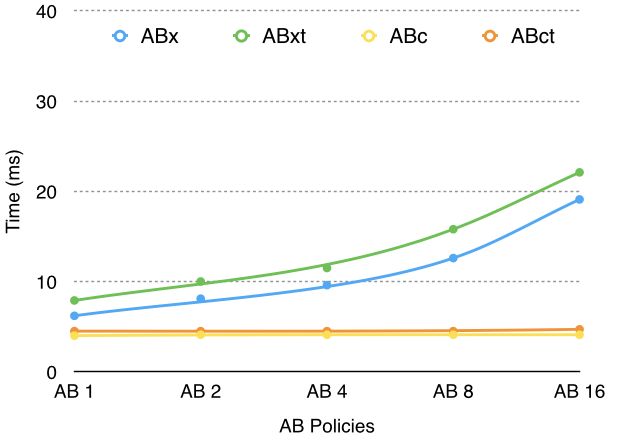 40
ABx ABxt ABc ABct
30
Time (ms)
20
10
0
AB 1 AB 2 AB 4 AB 8 AB 16
AB Policies